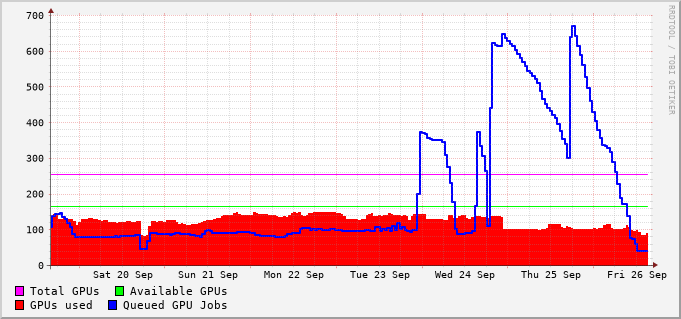 700
600
500
400
300
200
100
0
Sat 20 Sep Sun 21 Sep Mon 22 Sep Tue 23 Sep Wed 24 Sep Thu 25 Sep Fri 26 Sep
Total GPUs Available GPUs
GPUs used Queued GPU Jobs
RRDTOOL / TOBI OETIKER